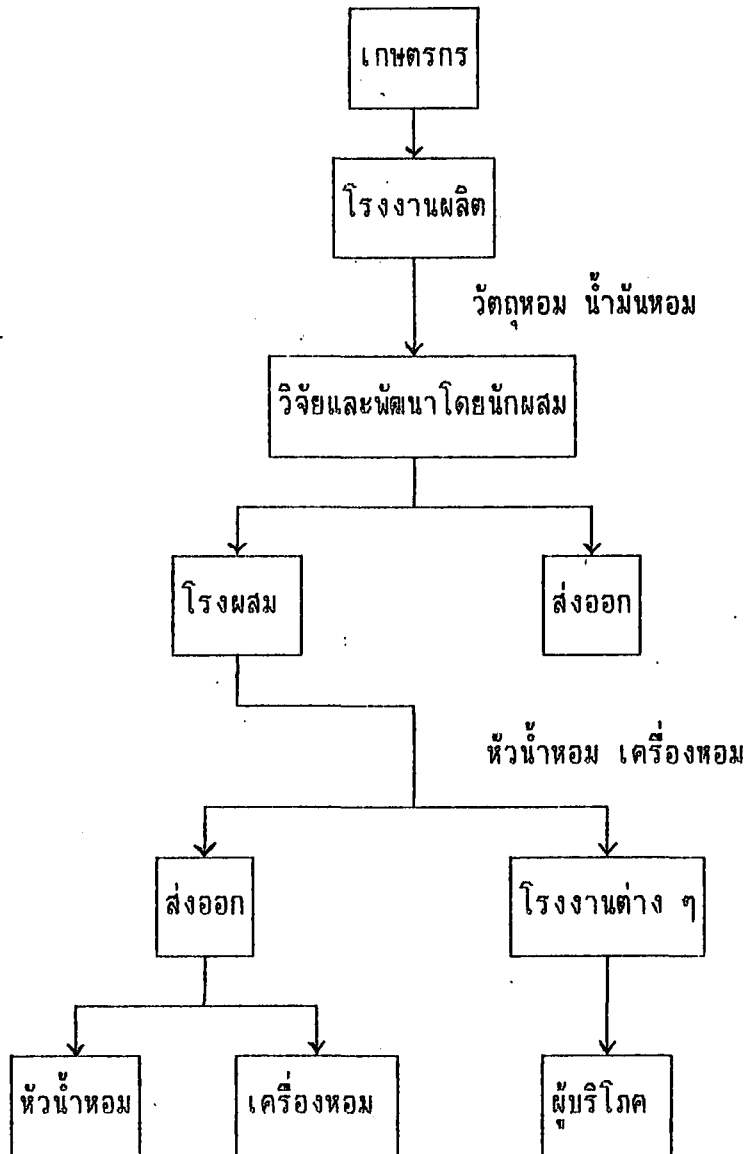 เกษตรกร
โรงงานผลิต
วัตถุหอม น้ำมันหอม
วิจัยและพัฒนาโดยนักผสม
โรงผสม
ส่งออก
หัวน้ำหอม เครื่องหอม
ส่งออก
โรงงานต่าง ๆ
หัวน้ำหอม
เครื่องหอม
ผู้บริโภค